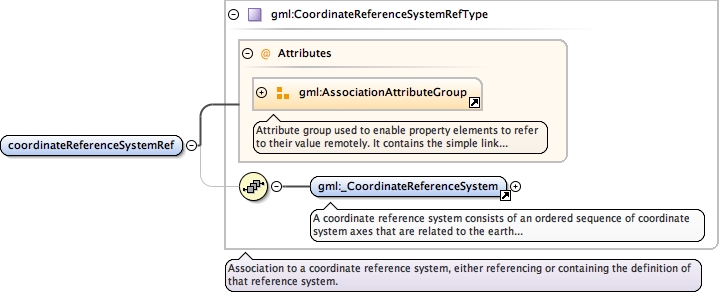 gml:CoordinateReferenceSystemRefType
@ Attributes
gml:AssociationAttributeGroup
Attribute group used to enable property elements to refer
to their value remotely. It contains the simple link...
coordinateReferenceSystemRef
gml:_CoordinateReferenceSystem
A coordinate reference system consists of an ordered sequence of coordinate
system axes that are related to the earth...
Association to a coordinate reference system, either referencing or containing the definition of
that reference system.